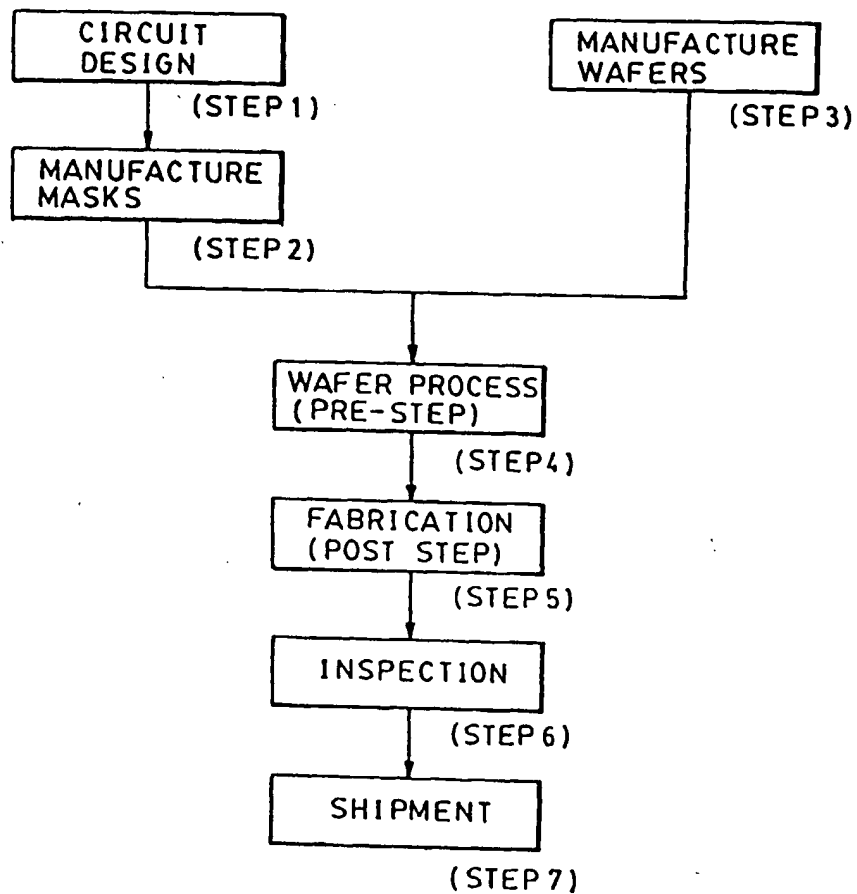 CIRCUIT
DESIGN
(STEP1)
MANUFACTURE
MASKS
(STEP2)
MANUFACTURE
WAFERS
(STEP3)
WAFER PROCESS
(PRE-STEP)
(STEP4)
FABRICATION
(POST STEP)
(STEP5)
INSPECTION
(STEP6)
SHIPMENT
(STEP7)